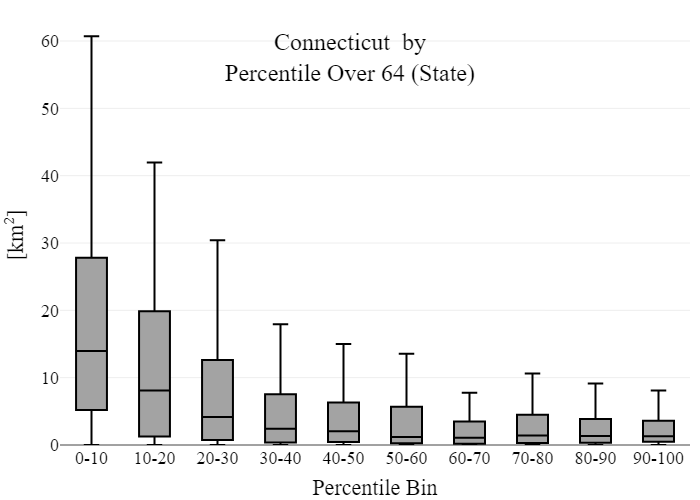 Connecticut by
Percentile Over 64 (State)
[km²]
60
50
40
30
20
10
0
0-10 10-20 20-30 30-40 40-50 50-60 60-70 70-80 80-90 90-100
Percentile Bin